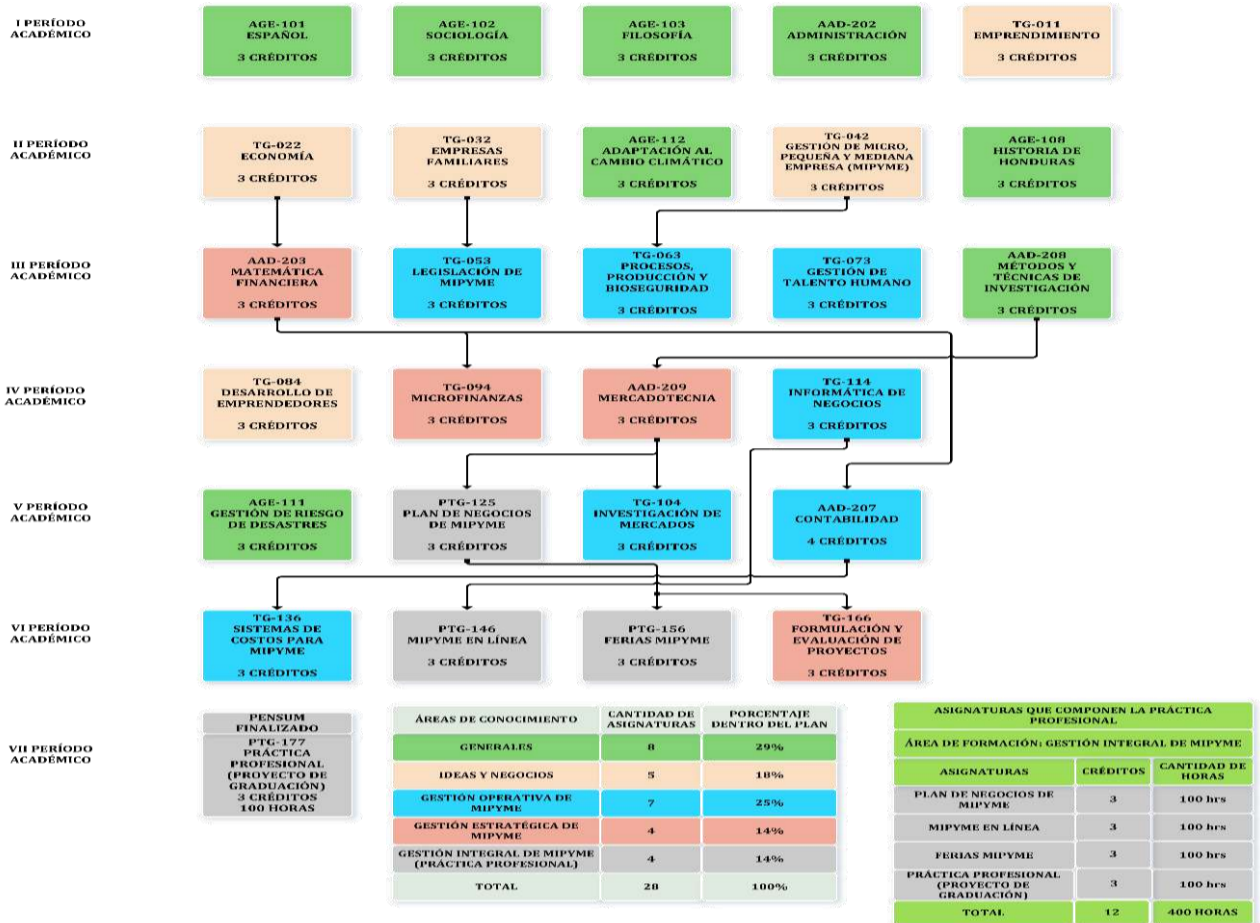 I PERÍODO
ACADÉMICO
AGE-101
ESPAÑOL
3 CRÉDITOS
AGE-102
SOCIOLOGÍA
3 CRÉDITOS
AGE-103
FILOSOFÍA
3 CRÉDITOS
AAD-202
ADMINISTRACIÓN
3 CRÉDITOS
TG-011
EMPRENDIMIENTO
3 CRÉDITOS
II PERÍODO
ACADÉMICO
TG-022
ECONOMÍA
3 CRÉDITOS
TG-032
EMPRESAS
FAMILIARES
3 CRÉDITOS
AGE-112
ADAPTACIÓN AL
CAMBIO CLIMÁTICO
3 CRÉDITOS
TG-042
GESTIÓN DE MICRO,
PEQUEÑA Y MEDIANA
EMPRESA (MIPYME)
3 CRÉDITOS
AGE-108
HISTORIA DE
HONDURAS
3 CRÉDITOS
III PERÍODO
ACADÉMICO
AAD-203
MATEMÁTICA
FINANCIERA
3 CRÉDITOS
TG-053
LEGISLACIÓN DE
MIPYME
3 CRÉDITOS
TG-063
PROCESOS,
PRODUCCIÓN Y
BIOSEGURIDAD
3 CRÉDITOS
TG-073
GESTIÓN DE
TALENTO HUMANO
3 CRÉDITOS
AAD-208
MÉTODOS Y
TÉCNICAS DE
INVESTIGACIÓN
3 CRÉDITOS
IV PERÍODO
ACADÉMICO
TG-084
DESARROLLO DE
EMPRENDEDORES
3 CRÉDITOS
TG-094
MICROFINANZAS
3 CRÉDITOS
AAD-209
MERCADOTECNIA
3 CRÉDITOS
TG-114
INFORMÁTICA DE
NEGOCIOS
3 CRÉDITOS
V PERÍODO
ACADÉMICO
AGE-111
GESTIÓN DE RIESGO
DE DESASTRES
3 CRÉDITOS
PTG-125
PLAN DE NEGOCIOS
DE MIPYME
3 CRÉDITOS
TG-104
INVESTIGACIÓN DE
MERCADOS
3 CRÉDITOS
AAD-207
CONTABILIDAD
4 CRÉDITOS
VI PERÍODO
ACADÉMICO
TG-136
SISTEMAS DE
COSTOS PARA
MIPYME
3 CRÉDITOS
PTG-146
MIPYME EN LÍNEA
3 CRÉDITOS
PTG-156
FERIAS MIPYME
3 CRÉDITOS
TG-166
FORMULACIÓN Y
EVALUACIÓN DE
PROYECTOS
3 CRÉDITOS
VII PERÍODO
ACADÉMICO
PENSUM
FINALIZADO
PTG-177
PRÁCTICA
PROFESIONAL
(PROYECTO DE
GRADUACIÓN)
3 CRÉDITOS
100 HORAS
ÁREAS DE CONOCIMIENTO CANTIDAD DE ASIGNATURAS PORCENTAJE DENTRO DEL PLAN
GENERALES 8 29%
IDEAS Y NEGOCIOS 5 18%
GESTIÓN OPERATIVA DE MIPYME 7 25%
GESTIÓN ESTRATÉGICA DE MIPYME 4 14%
GESTIÓN INTEGRAL DE MIPYME (PRÁCTICA PROFESIONAL) 4 14%
TOTAL 28 100%
ASIGNATURAS QUE COMPONEN LA PRÁCTICA
PROFESIONAL
ÁREA DE FORMACIÓN: GESTIÓN INTEGRAL DE MIPYME
ASIGNATURAS CRÉDITOS CANTIDAD DE HORAS
PLAN DE NEGOCIOS DE MIPYME 3 100 hrs
MIPYME EN LÍNEA 3 100 hrs
FERIAS MIPYME 3 100 hrs
PRÁCTICA PROFESIONAL (PROYECTO DE GRADUACIÓN) 3 100 hrs
TOTAL 12 400 HORAS